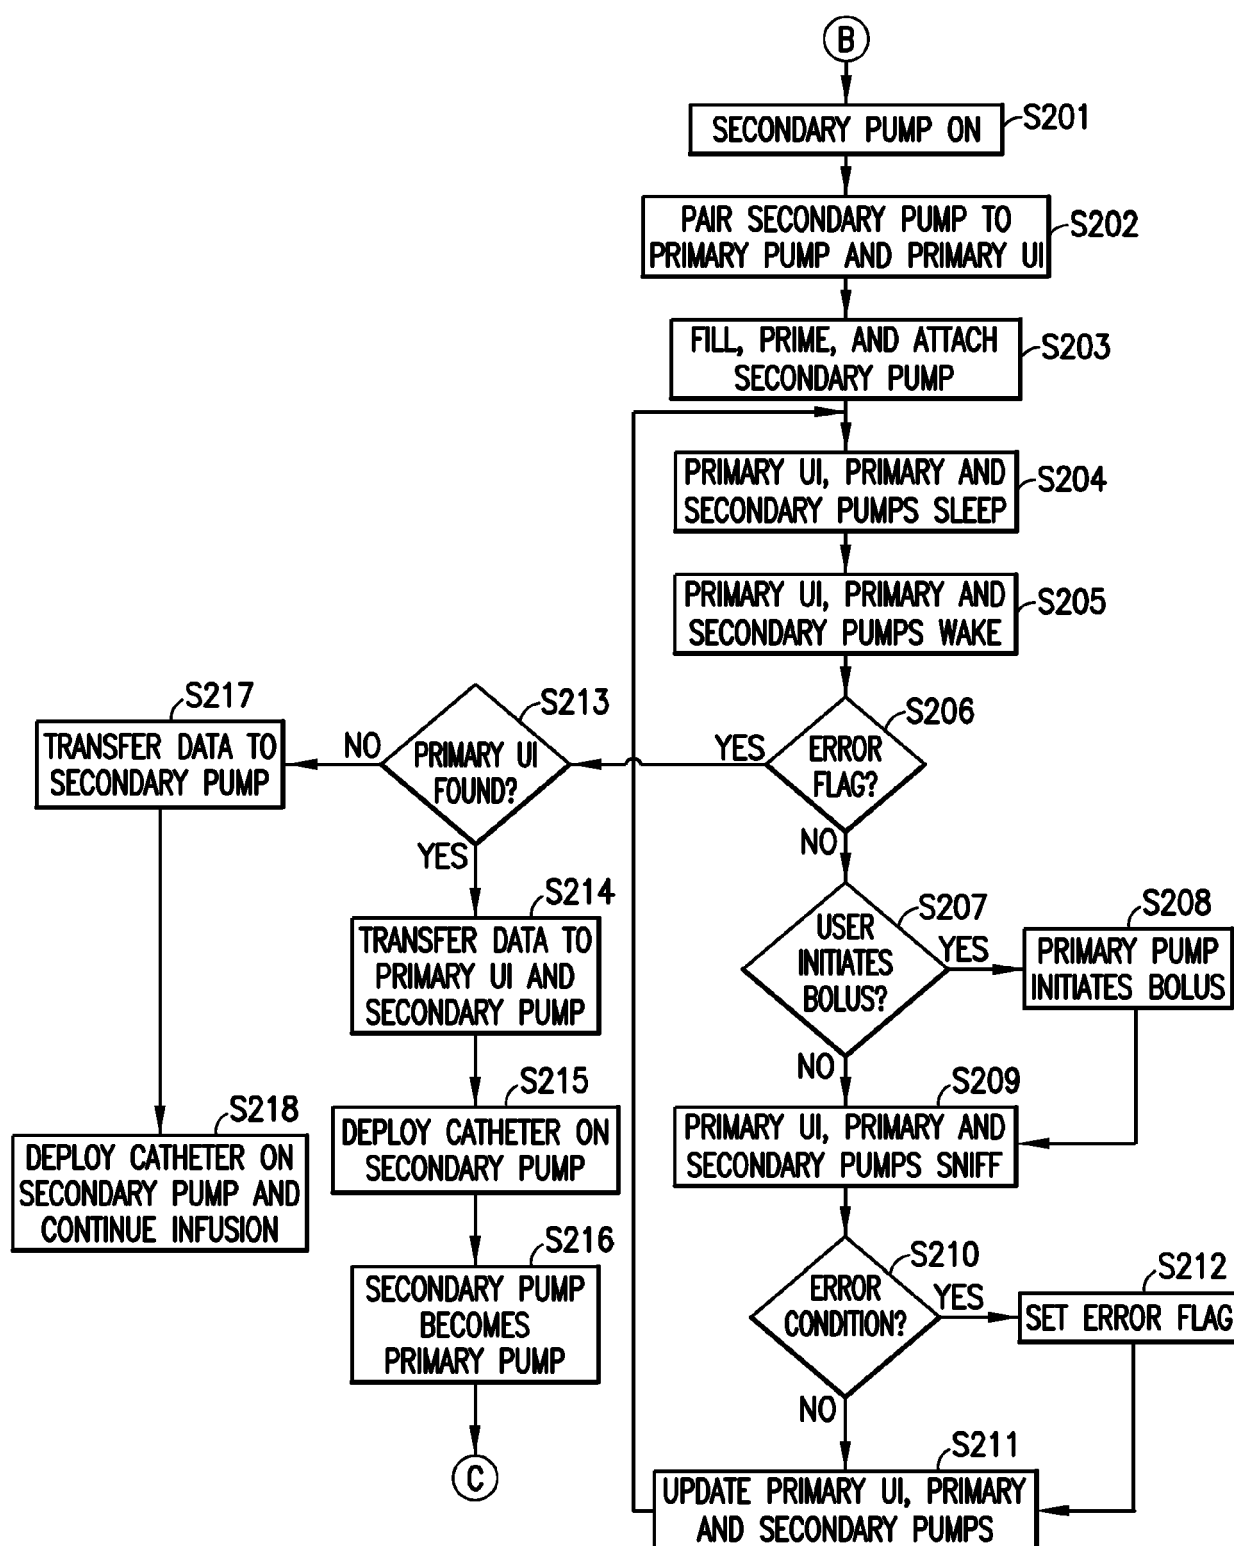 B
SECONDARY PUMP ON
S201
PAIR SECONDARY PUMP TO
PRIMARY PUMP AND PRIMARY UI
S202
FILL, PRIME, AND ATTACH
SECONDARY PUMP
S203
PRIMARY UI, PRIMARY AND
SECONDARY PUMPS SLEEP
S204
PRIMARY UI, PRIMARY AND
SECONDARY PUMPS WAKE
S205
ERROR
FLAG?
S206
YES
NO
PRIMARY UI
FOUND?
S213
NO
YES
TRANSFER DATA TO
SECONDARY PUMP
S217
DEPLOY CATHETER ON
SECONDARY PUMP AND
CONTINUE INFUSION
S218
TRANSFER DATA TO
PRIMARY UI AND
SECONDARY PUMP
S214
DEPLOY CATHETER ON
SECONDARY PUMP
S215
SECONDARY PUMP
BECOMES
PRIMARY PUMP
S216
C
USER
INITIATES
BOLUS?
S207
YES
NO
PRIMARY PUMP
INITIATES BOLUS
S208
PRIMARY UI, PRIMARY AND
SECONDARY PUMPS SNIFF
S209
ERROR
CONDITION?
S210
YES
NO
SET ERROR FLAG
S212
UPDATE PRIMARY UI, PRIMARY
AND SECONDARY PUMPS
S211